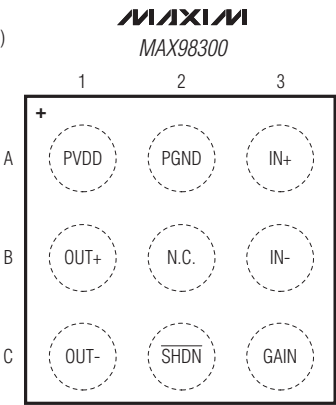 MAXIM
)
MAX98300
1 2 3
+
A PVDD PGND IN+
B OUT+ N.C. IN-
C OUT- SHDN GAIN